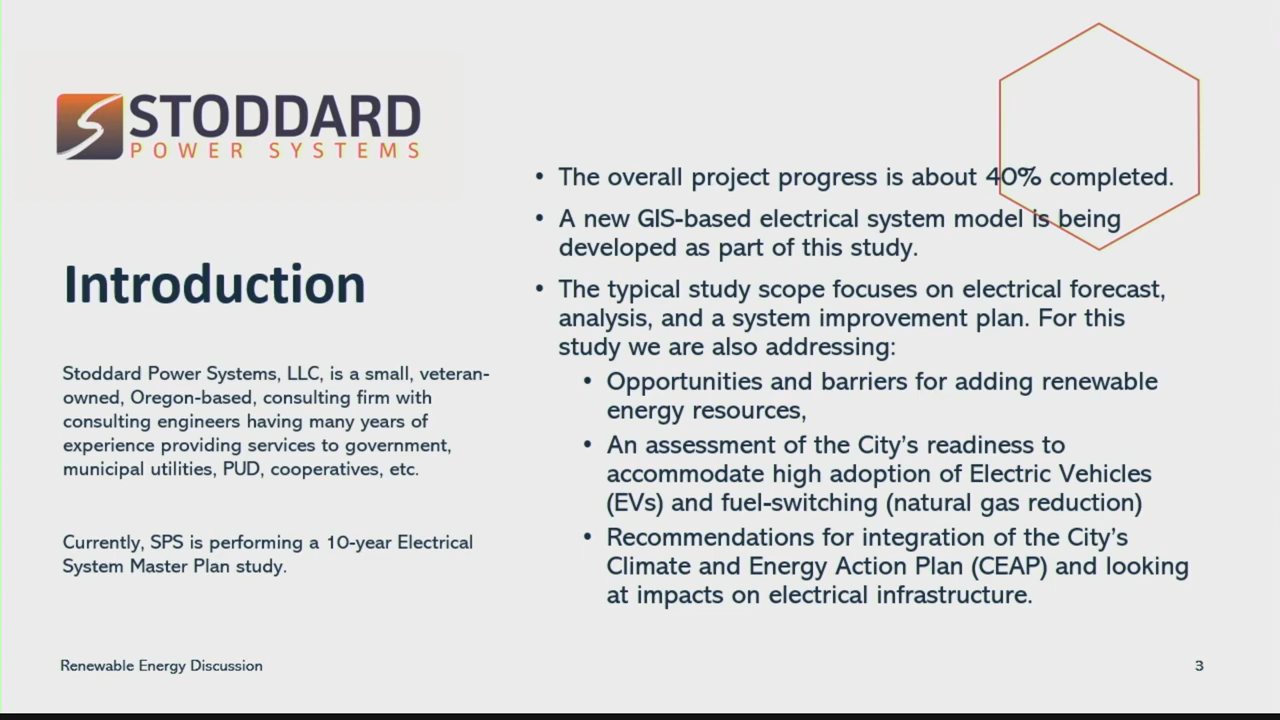 STODDARD
POWER SYSTEMS
Introduction
Stoddard Power Systems, LLC, is a small, veteran-
owned, Oregon-based, consulting firm with
consulting engineers having many years of
experience providing services to government,
municipal utilities, PUD, cooperatives, etc.
Currently, SPS is performing a 10-year Electrical
System Master Plan study.
• The overall project progress is about 40% completed.
• A new GIS-based electrical system model is being
developed as part of this study.
• The typical study scope focuses on electrical forecast,
analysis, and a system improvement plan. For this
study we are also addressing:
• Opportunities and barriers for adding renewable
energy resources,
• An assessment of the City’s readiness to
accommodate high adoption of Electric Vehicles
(EVs) and fuel-switching (natural gas reduction)
• Recommendations for integration of the City’s
Climate and Energy Action Plan (CEAP) and looking
at impacts on electrical infrastructure.
Renewable Energy Discussion
3